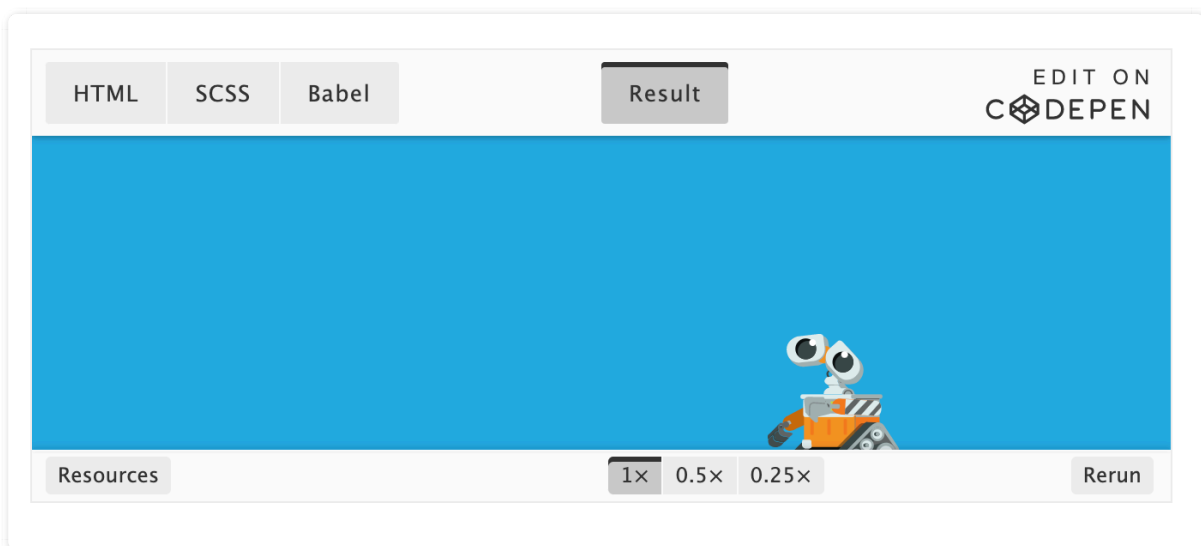 HTML SCSS Babel Result EDIT ON
CODEPEN
Resources 1× 0.5× 0.25× Rerun